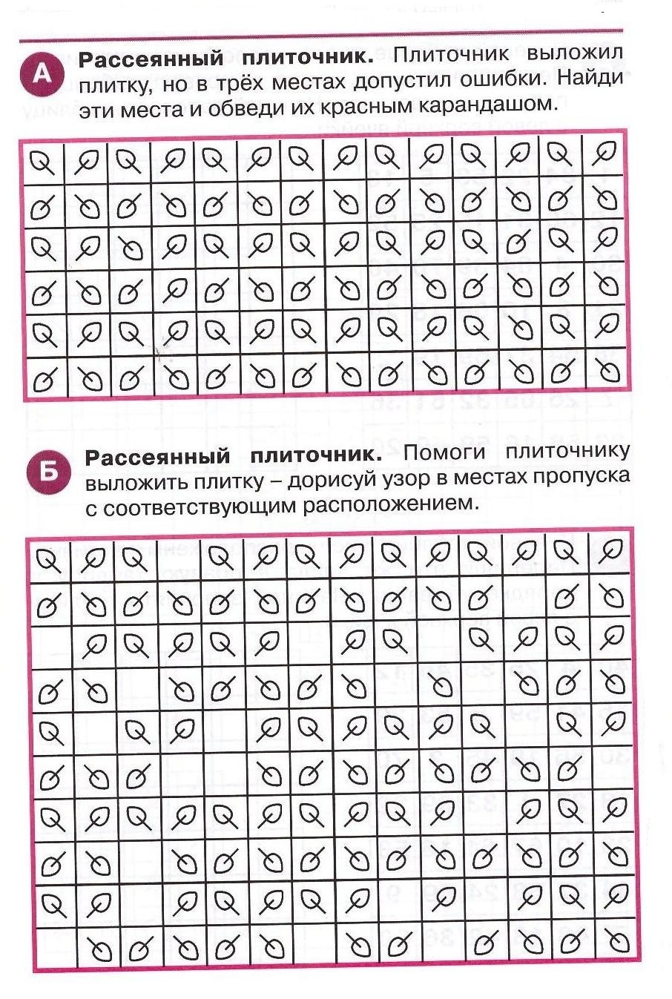 А
Рассеянный плиточник. Плиточник выложил
плитку, но в трёх местах допустил ошибки. Найди
эти места и обведи их красным карандашом.
Б
Рассеянный плиточник. Помоги плиточнику
выложить плитку – дорисуй узор в местах пропуска
с соответствующим расположением.